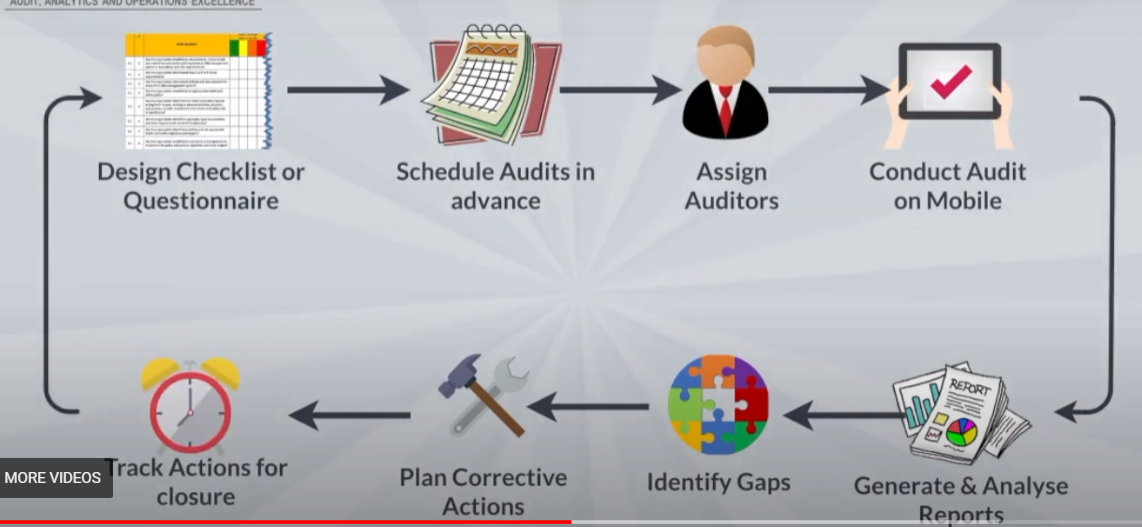 AUDIT, ANALYTICS AND OPERATIONS EXCELLENCE
Design Checklist or
Questionnaire
Schedule Audits in
advance
Assign
Auditors
Conduct Audit
on Mobile
REPORT
Track Actions for
closure
Plan Corrective
Actions
Identify Gaps
Generate & Analyse
Reports
MORE VIDEOS